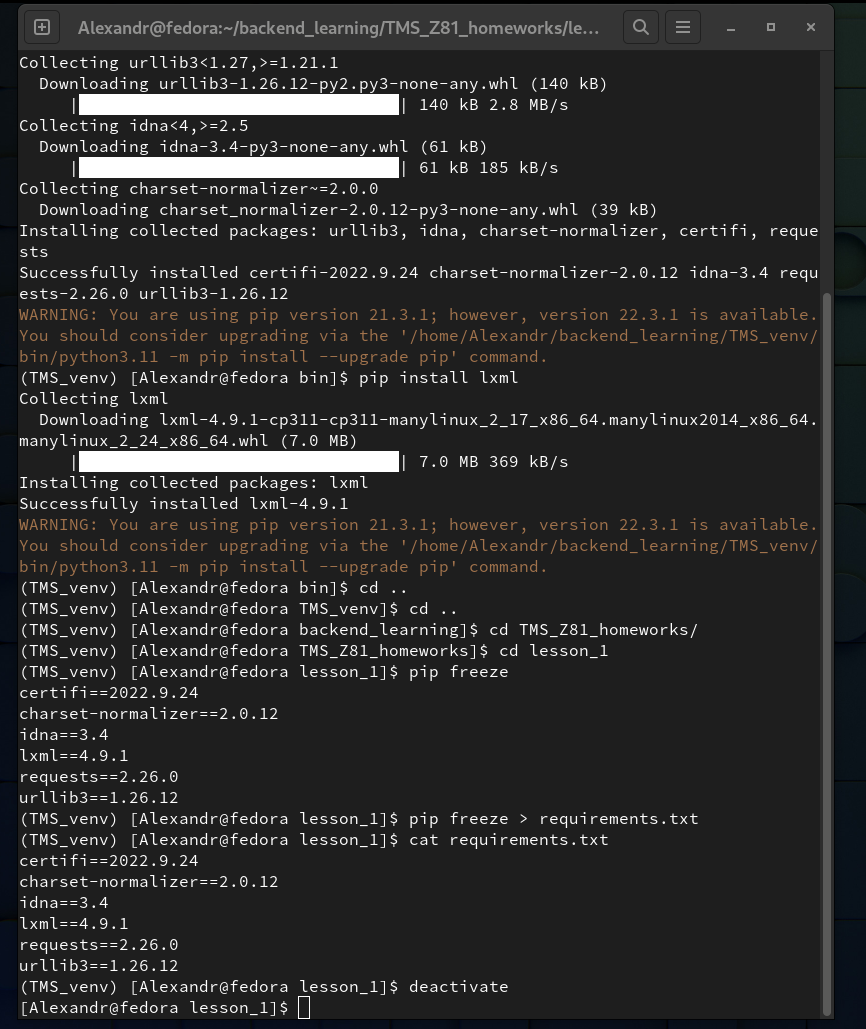 Alexandr@fedora:~/backend_learning/TMS_Z81_homeworks/le...
Collecting urllib3<1.27,>=1.21.1
  Downloading urllib3-1.26.12-py2.py3-none-any.whl (140 kB)
     |████████████████████████████████| 140 kB 2.8 MB/s
Collecting idna<4,>=2.5
  Downloading idna-3.4-py3-none-any.whl (61 kB)
     |████████████████████████████████| 61 kB 185 kB/s
Collecting charset-normalizer~=2.0.0
  Downloading charset_normalizer-2.0.12-py3-none-any.whl (39 kB)
Installing collected packages: urllib3, idna, charset-normalizer, certifi, reque
sts
Successfully installed certifi-2022.9.24 charset-normalizer-2.0.12 idna-3.4 requ
ests-2.26.0 urllib3-1.26.12
WARNING: You are using pip version 21.3.1; however, version 22.3.1 is available.
You should consider upgrading via the '/home/Alexandr/backend_learning/TMS_venv/
bin/python3.11 -m pip install --upgrade pip' command.
(TMS_venv) [Alexandr@fedora bin]$ pip install lxml
Collecting lxml
  Downloading lxml-4.9.1-cp311-cp311-manylinux_2_17_x86_64.manylinux2014_x86_64.
manylinux_2_24_x86_64.whl (7.0 MB)
     |████████████████████████████████| 7.0 MB 369 kB/s
Installing collected packages: lxml
Successfully installed lxml-4.9.1
WARNING: You are using pip version 21.3.1; however, version 22.3.1 is available.
You should consider upgrading via the '/home/Alexandr/backend_learning/TMS_venv/
bin/python3.11 -m pip install --upgrade pip' command.
(TMS_venv) [Alexandr@fedora bin]$ cd ..
(TMS_venv) [Alexandr@fedora TMS_venv]$ cd ..
(TMS_venv) [Alexandr@fedora backend_learning]$ cd TMS_Z81_homeworks/
(TMS_venv) [Alexandr@fedora TMS_Z81_homeworks]$ cd lesson_1
(TMS_venv) [Alexandr@fedora lesson_1]$ pip freeze
certifi==2022.9.24
charset-normalizer==2.0.12
idna==3.4
lxml==4.9.1
requests==2.26.0
urllib3==1.26.12
(TMS_venv) [Alexandr@fedora lesson_1]$ pip freeze > requirements.txt
(TMS_venv) [Alexandr@fedora lesson_1]$ cat requirements.txt
certifi==2022.9.24
charset-normalizer==2.0.12
idna==3.4
lxml==4.9.1
requests==2.26.0
urllib3==1.26.12
(TMS_venv) [Alexandr@fedora lesson_1]$ deactivate
[Alexandr@fedora lesson_1]$